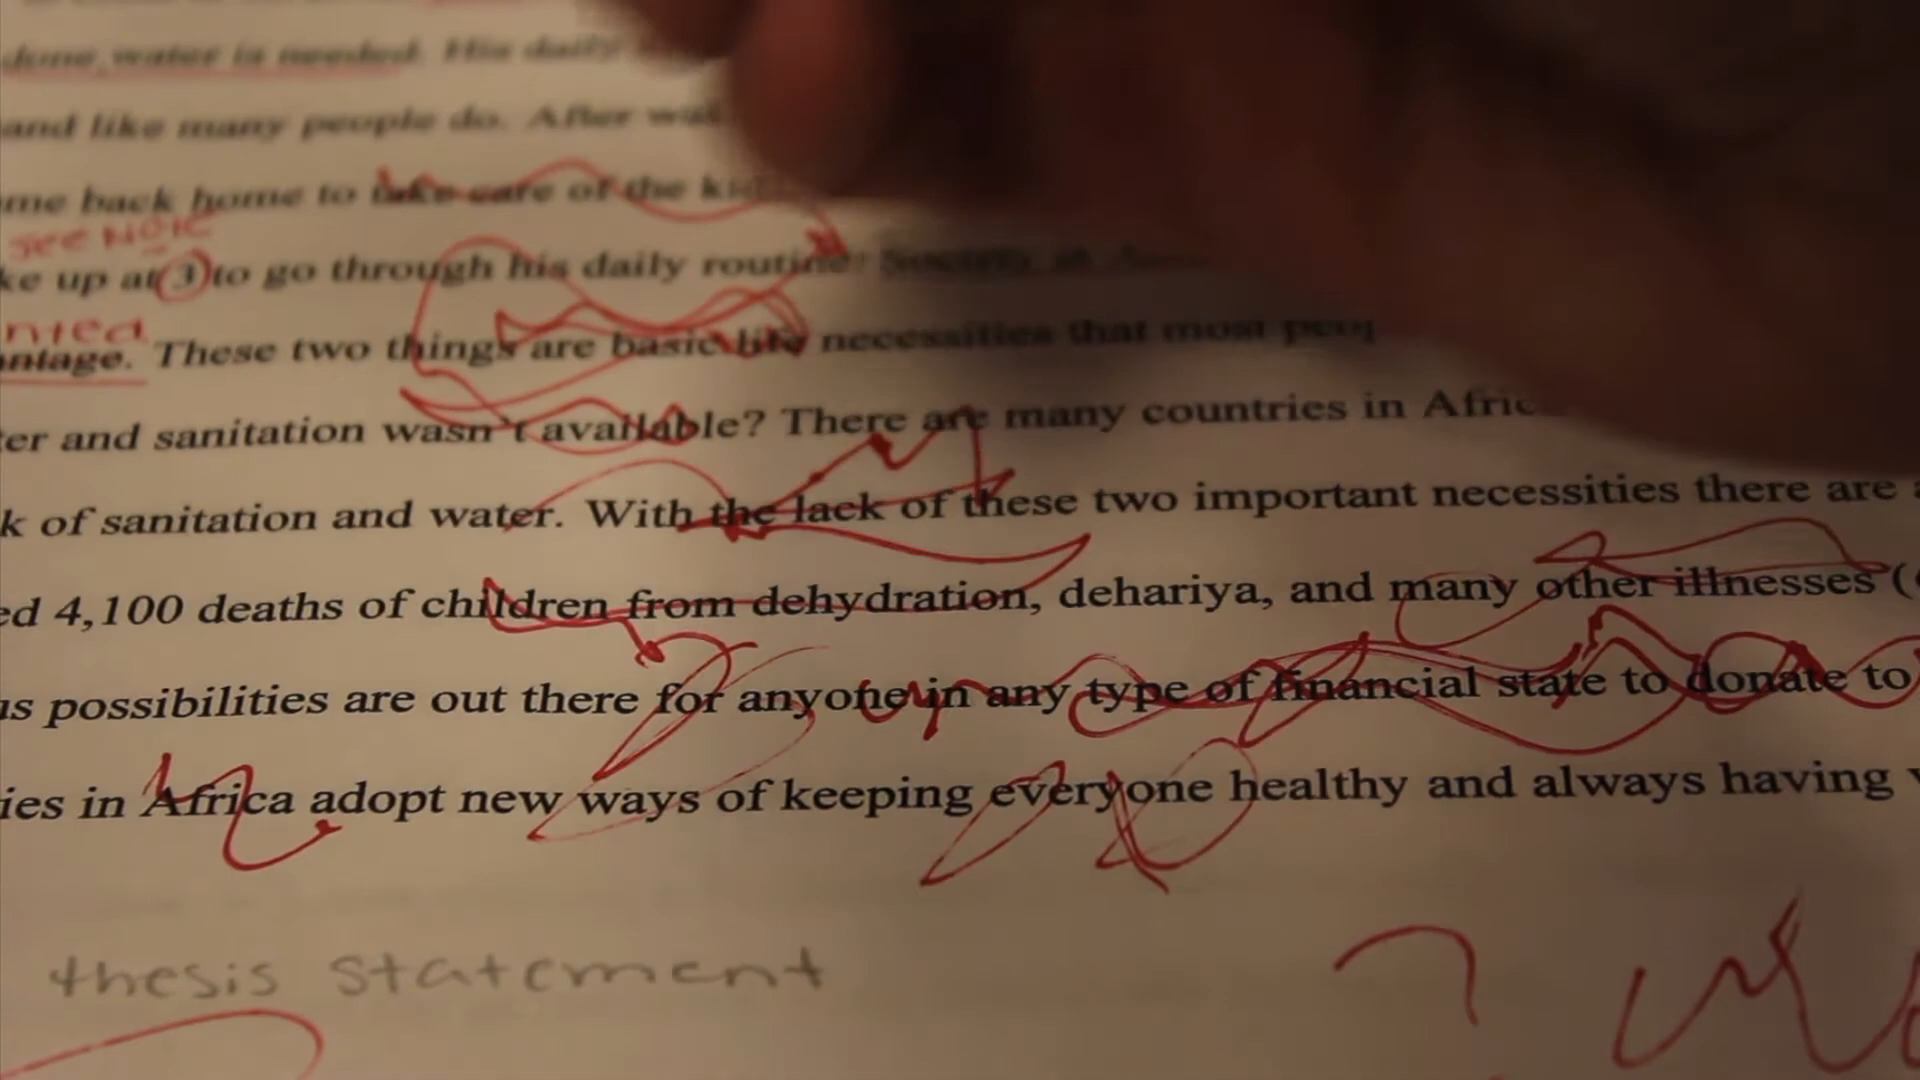 done water is needed. His daily
and like many people do. After
me back home to take care of the
see Note
ke up at 3 to go through his daily routine. Society at
nted
antage. These two things are basic life necessities that most
er and sanitation wasn't available? There are many countries in
k of sanitation and water. With the lack of these two important necessities there are
ed 4,100 deaths of children from dehydration, dehariya, and many other illnesses (
us possibilities are out there for anyone in any type of financial state to donate to
ies in Africa adopt new ways of keeping everyone healthy and always having
thesis statement